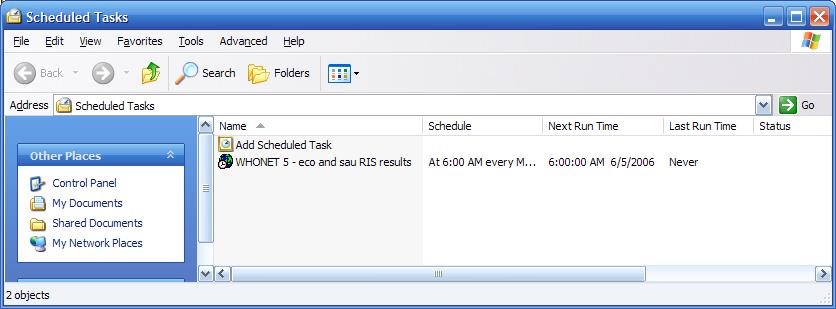 Scheduled Tasks
File Edit View Favorites Tools Advanced Help
Back Search Folders
Address Scheduled Tasks Go
Name Schedule Next Run Time Last Run Time Status
Add Scheduled Task
WHONET 5 - eco and sau RIS results At 6:00 AM every M... 6:00:00 AM 6/5/2006 Never
Other Places
Control Panel
My Documents
Shared Documents
My Network Places
2 objects